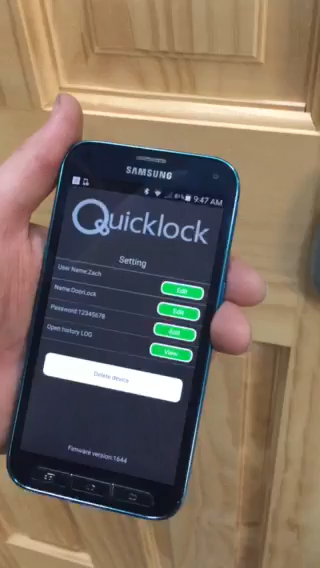 SAMSUNG
9:47 AM
Quicklock
Setting
User Name:Zach
Edit
Name:DoorLock
Edit
Password:12345678
Edit
Open history LOG
View
Delete device
Firmware version:1644